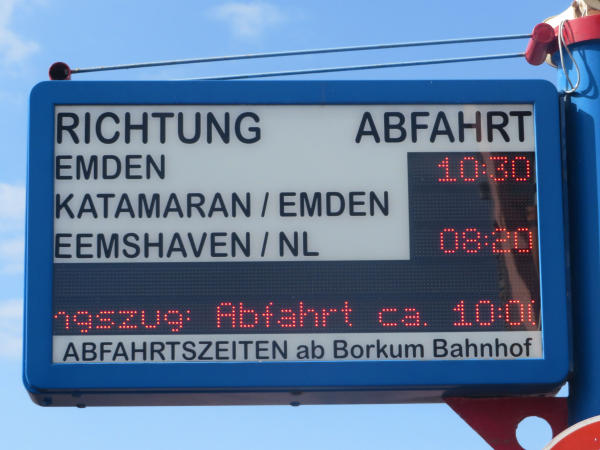 RICHTUNG ABFAHRT
EMDEN 10:30
KATAMARAN / EMDEN
EEMSHAVEN / NL 08:20
ngszug: Abfahrt ca. 10:00
ABFAHRTSZEITEN ab Borkum Bahnhof